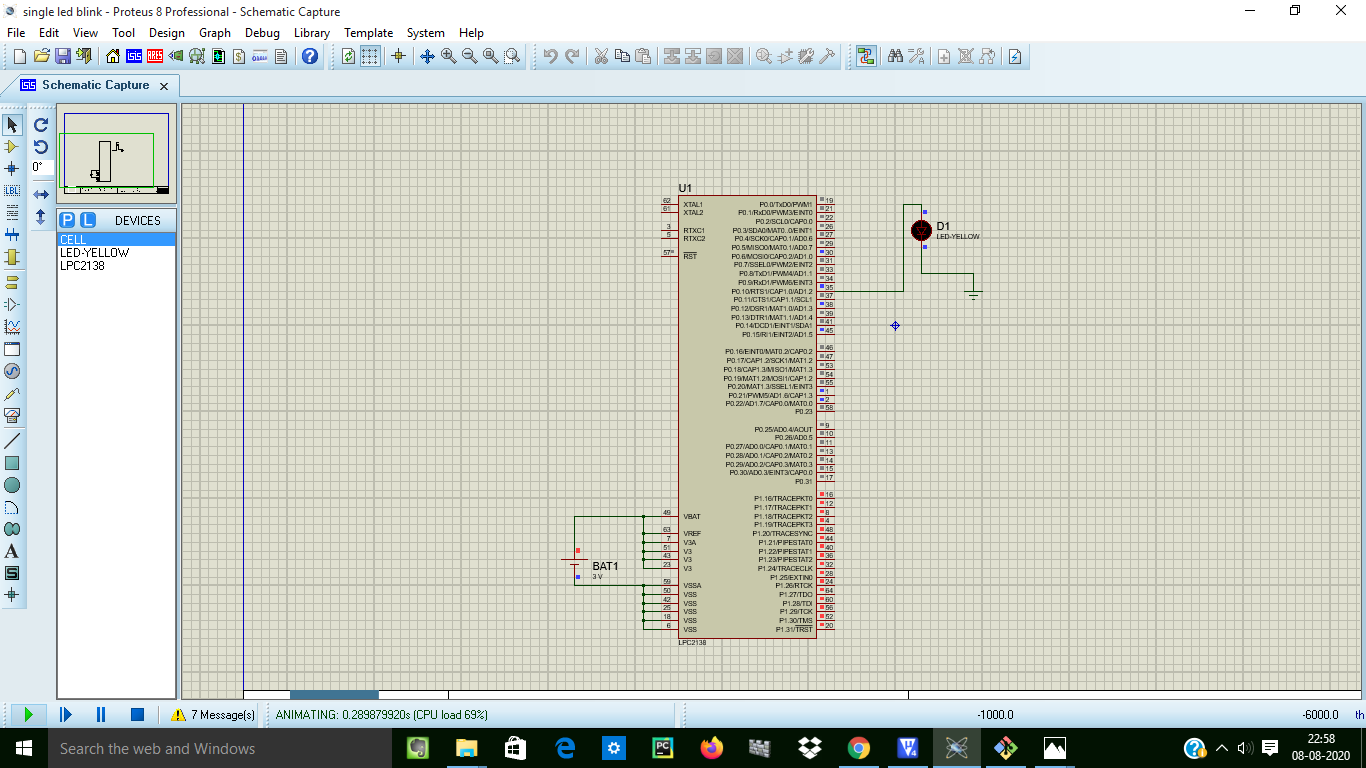 single led blink - Proteus 8 Professional - Schematic Capture
File Edit View Tool Design Graph Debug Library Template System Help
Schematic Capture
0°
LBL
P L DEVICES
CELL
LED-YELLOW
LPC2138
A
S
U1
62 XTAL1 P0.0/TxD0/PWM1 19
61 XTAL2 P0.1/RxD0/PWM3/EINT0 21
P0.2/SCL0/CAP0.0 22
3 RTXC1 P0.3/SDA0/MAT0..0/EINT1 26
5 RTXC2 P0.4/SCK0/CAP0.1/AD0.6 27
P0.5/MISO0/MAT0.1/AD0.7 29
57 RST P0.6/MOSI0/CAP0.2/AD1.0 30
P0.7/SSEL0/PWM2/EINT2 31
P0.8/TxD1/PWM4/AD1.1 33
P0.9/RxD1/PWM6/EINT3 34
P0.10/RTS1/CAP1.0/AD1.2 35
P0.11/CTS1/CAP1.1/SCL1 37
P0.12/DSR1/MAT1.0/AD1.3 38
P0.13/DTR1/MAT1.1/AD1.4 39
P0.14/DCD1/EINT1/SDA1 41
P0.15/RI1/EINT2/AD1.5 45
P0.16/EINT0/MAT0.2/CAP0.2 46
P0.17/CAP1.2/SCK1/MAT1.2 47
P0.18/CAP1.3/MISO1/MAT1.3 53
P0.19/MAT1.2/MOSI1/CAP1.2 54
P0.20/MAT1.3/SSEL1/EINT3 55
P0.21/PWM5/AD1.6/CAP1.3 1
P0.22/AD1.7/CAP0.0/MAT0.0 2
P0.23 58
P0.25/AD0.4/AOUT 9
P0.26/AD0.5 10
P0.27/AD0.0/CAP0.1/MAT0.1 11
P0.28/AD0.1/CAP0.2/MAT0.2 13
P0.29/AD0.2/CAP0.3/MAT0.3 14
P0.30/AD0.3/EINT3/CAP0.0 15
P0.31 17
P1.16/TRACEPKT0 16
P1.17/TRACEPKT1 12
49 VBAT P1.18/TRACEPKT2 8
P1.19/TRACEPKT3 4
63 VREF P1.20/TRACESYNC 48
7 V3A P1.21/PIPESTAT0 44
51 V3 P1.22/PIPESTAT1 40
43 V3 P1.23/PIPESTAT2 36
23 V3 P1.24/TRACECLK 32
P1.25/EXTIN0 28
59 VSSA P1.26/RTCK 24
50 VSS P1.27/TDO 64
42 VSS P1.28/TDI 60
25 VSS P1.29/TCK 56
18 VSS P1.30/TMS 52
6 VSS P1.31/TRST 20
LPC2138
BAT1
3 V
D1
LED-YELLOW
7 Message(s) ANIMATING: 0.289879920s (CPU load 69%) -1000.0 -6000.0 th
Search the web and Windows
22:58
08-08-2020